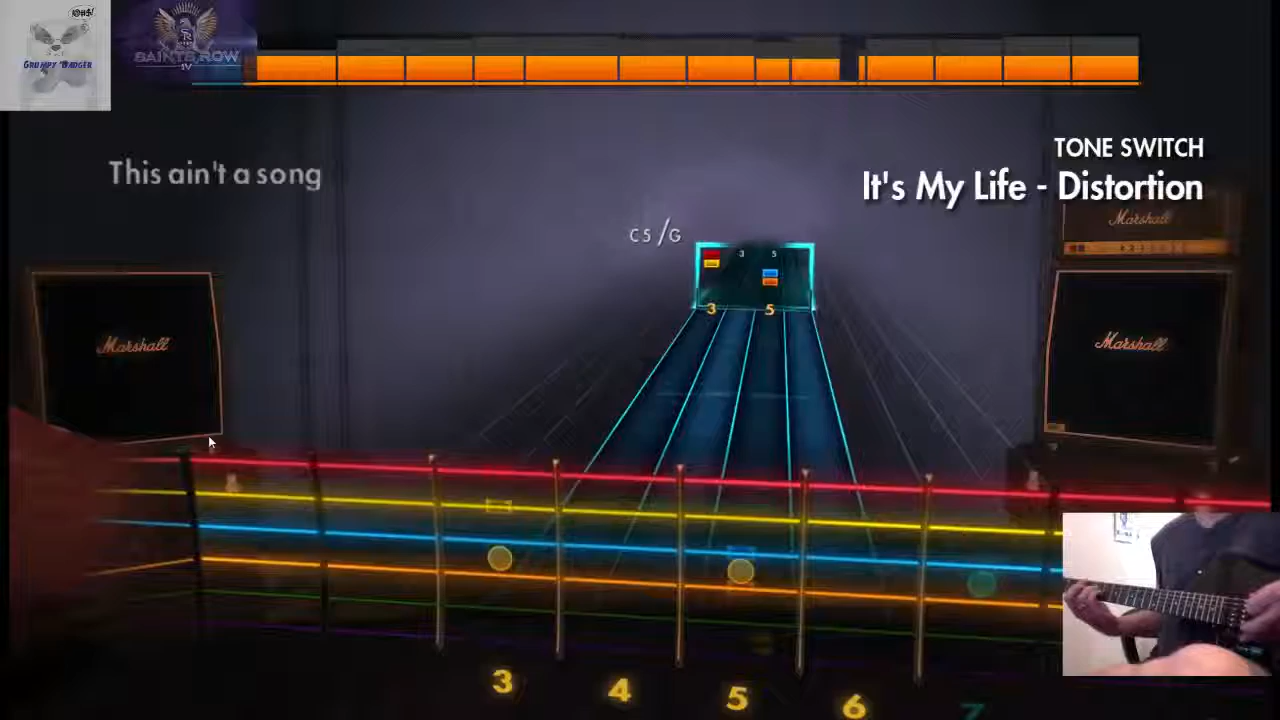 GRUMPY BADGER
SAINTS ROW
IV
TONE SWITCH
This ain't a song
It's My Life - Distortion
Marshall
C5/G
3 5
3 5
Marshall
Marshall
3 4 5 6 7